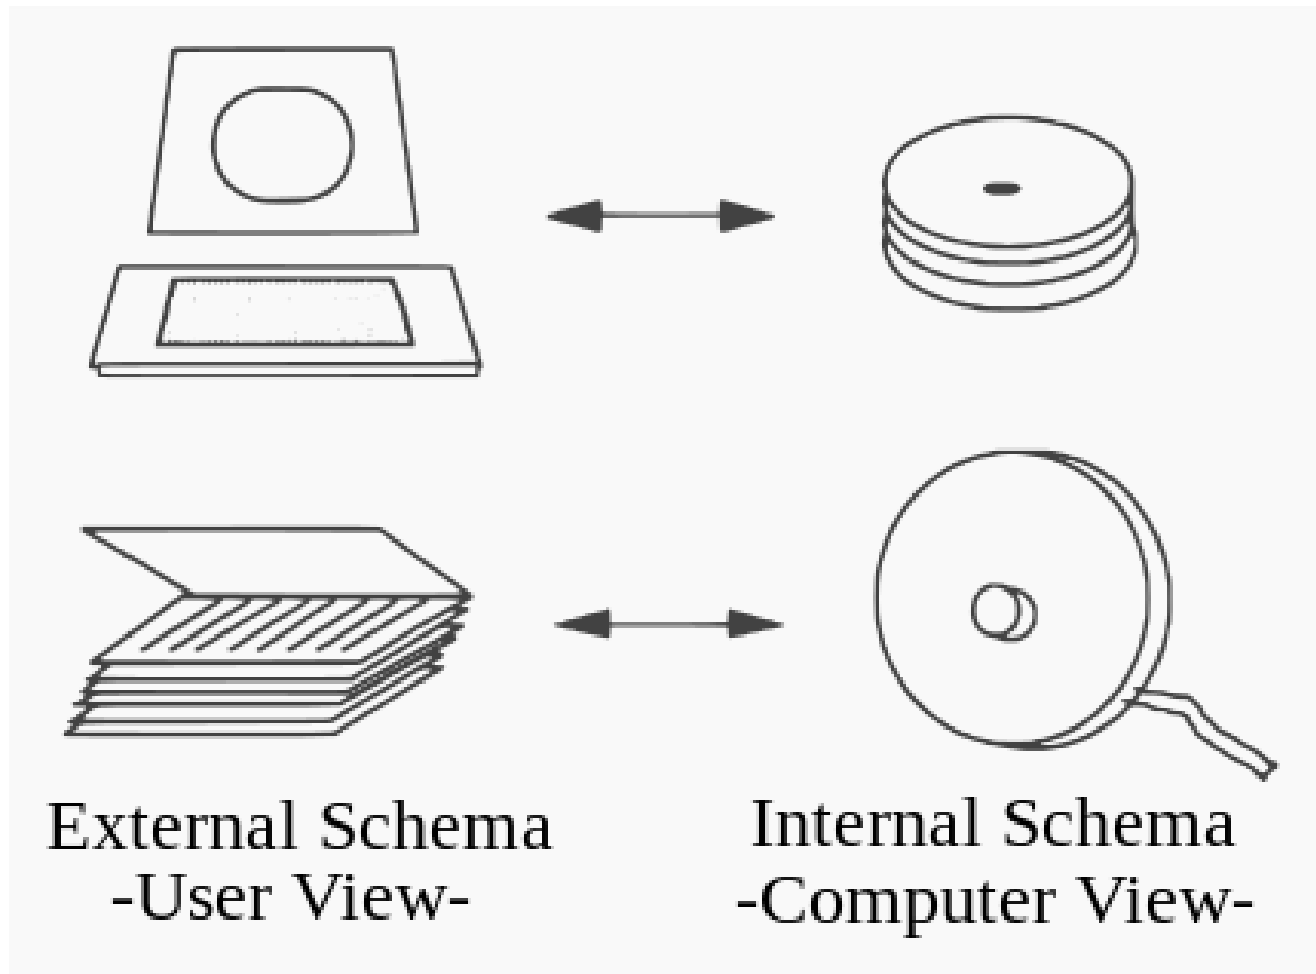 External Schema
-User View-
Internal Schema
-Computer View-